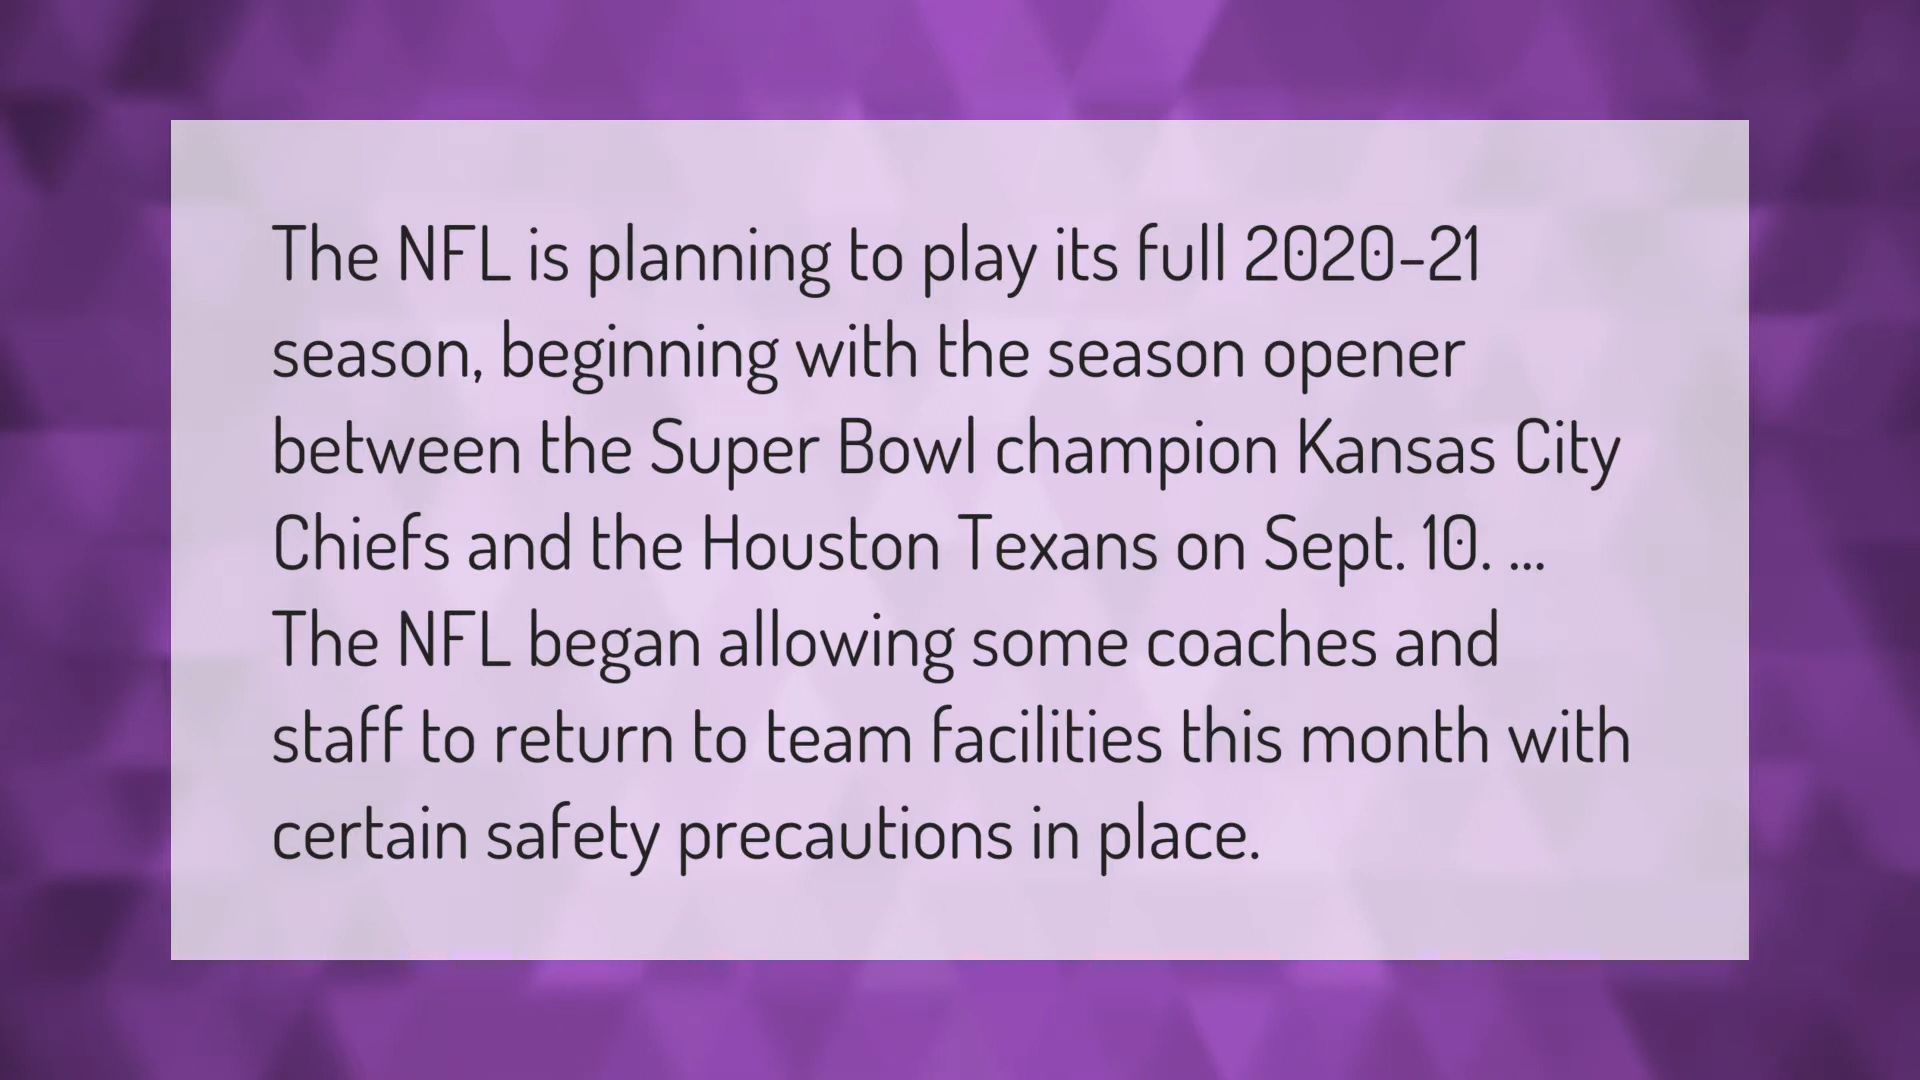 The NFL is planning to play its full 2020-21
season, beginning with the season opener
between the Super Bowl champion Kansas City
Chiefs and the Houston Texans on Sept. 10. ...
The NFL began allowing some coaches and
staff to return to team facilities this month with
certain safety precautions in place.